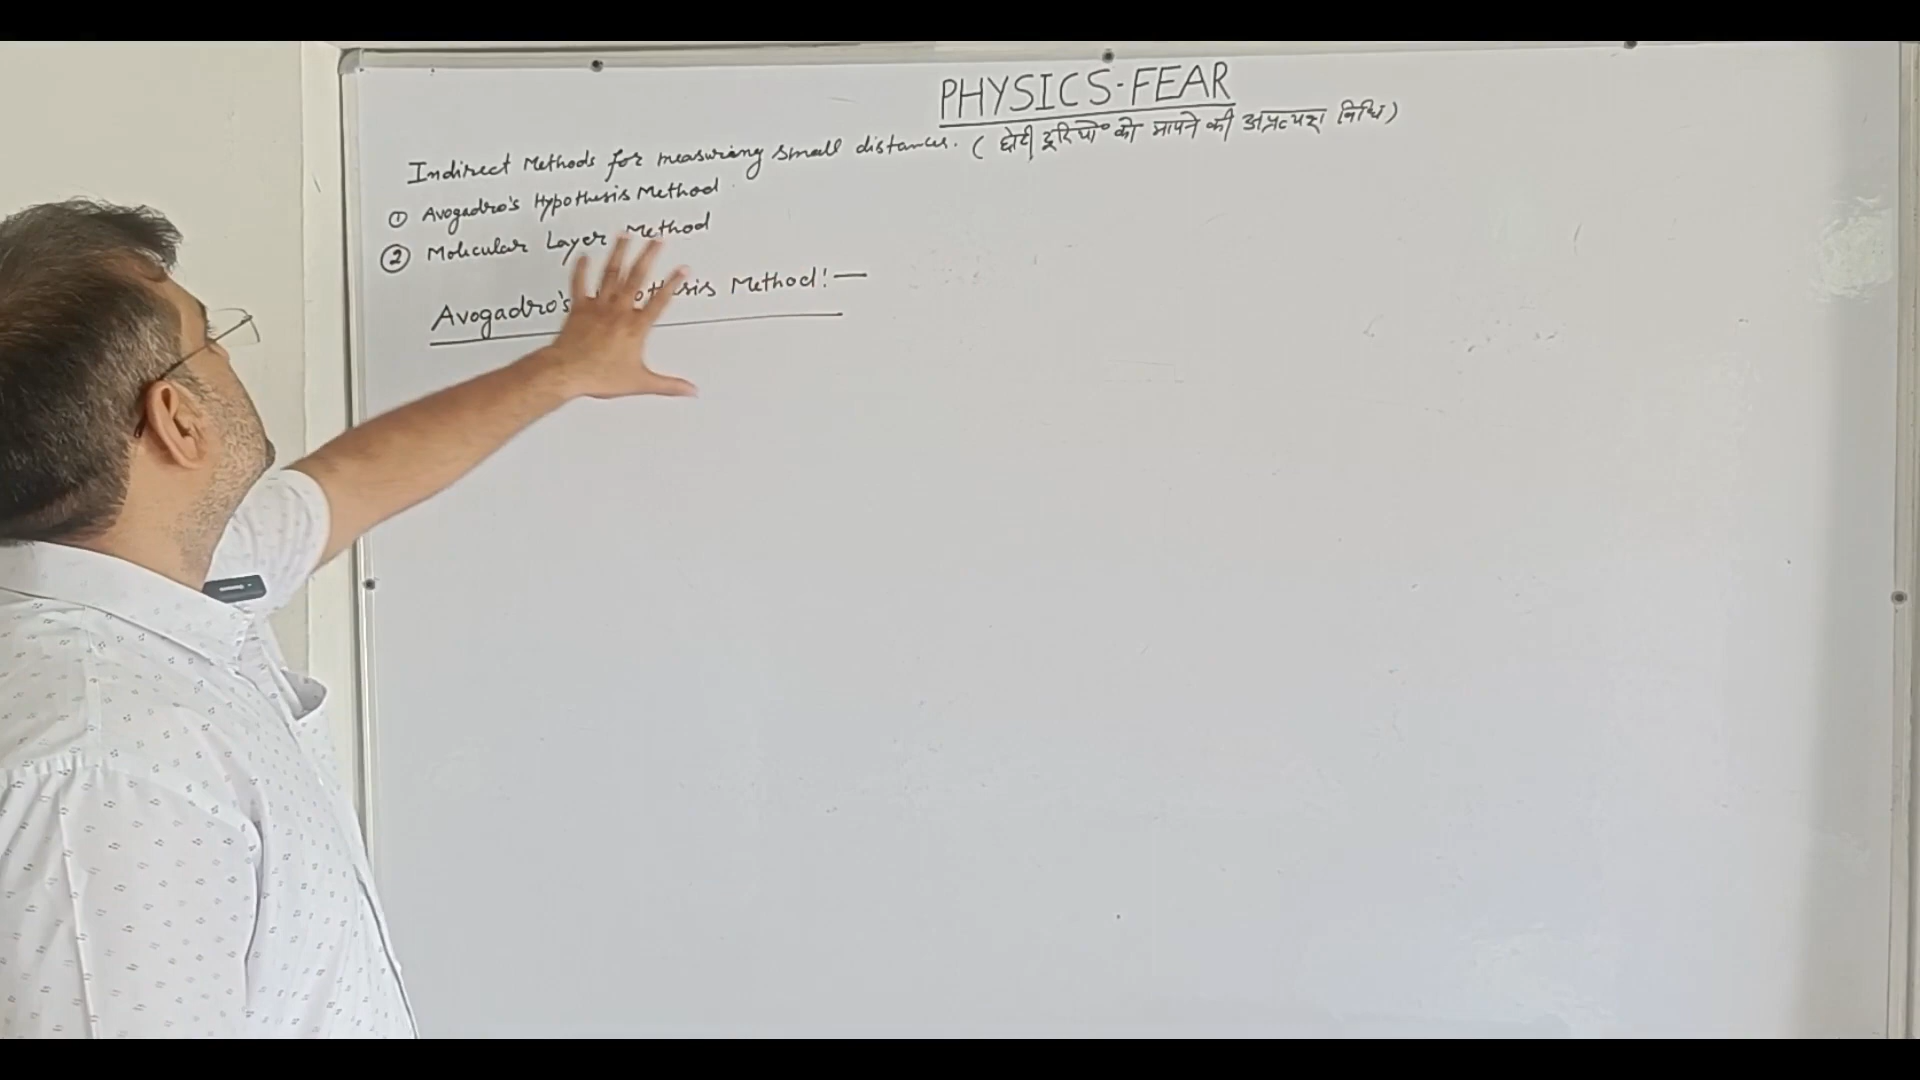 PHYSICS-FEAR
Indirect Methods for measuring small distances. (छोटी दूरियों को मापने की अप्रत्यक्ष विधि)
① Avogadro's Hypothesis Method
② Molicular Layer Method
Avogadro's Method:—